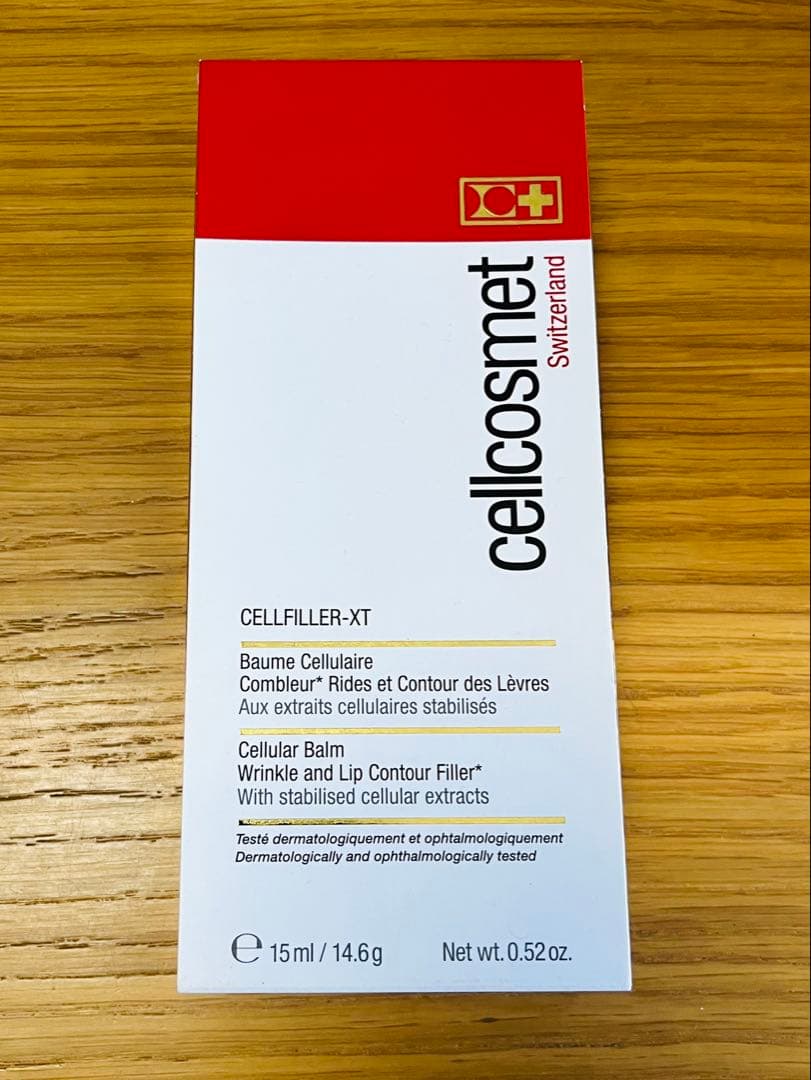 cellcosmet
Switzerland
CELLFILLER-XT
Baume Cellulaire
Combleur* Rides et Contour des Lèvres
Aux extraits cellulaires stabilisés
Cellular Balm
Wrinkle and Lip Contour Filler*
With stabilised cellular extracts
Testé dermatologiquement et ophtalmologiquement
Dermatologically and ophthalmologically tested
℮ 15 ml / 14.6 g Net wt. 0.52 oz.